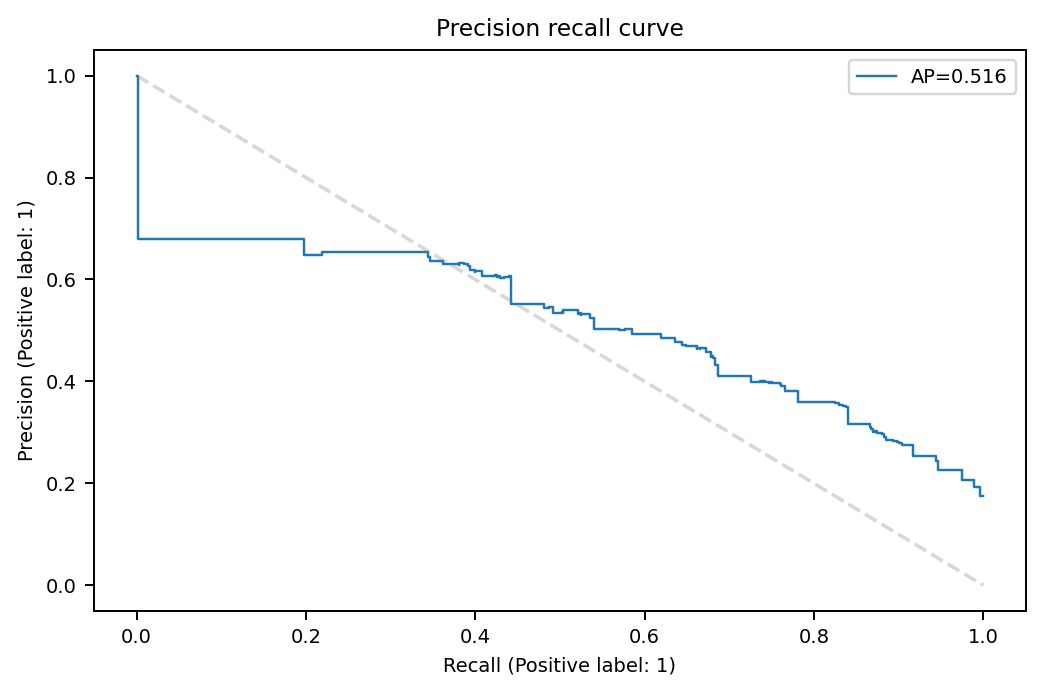 Precision recall curve
AP=0.516
1.0
0.8
0.6
0.4
0.2
0.0
Precision (Positive label: 1)
0.0 0.2 0.4 0.6 0.8 1.0
Recall (Positive label: 1)